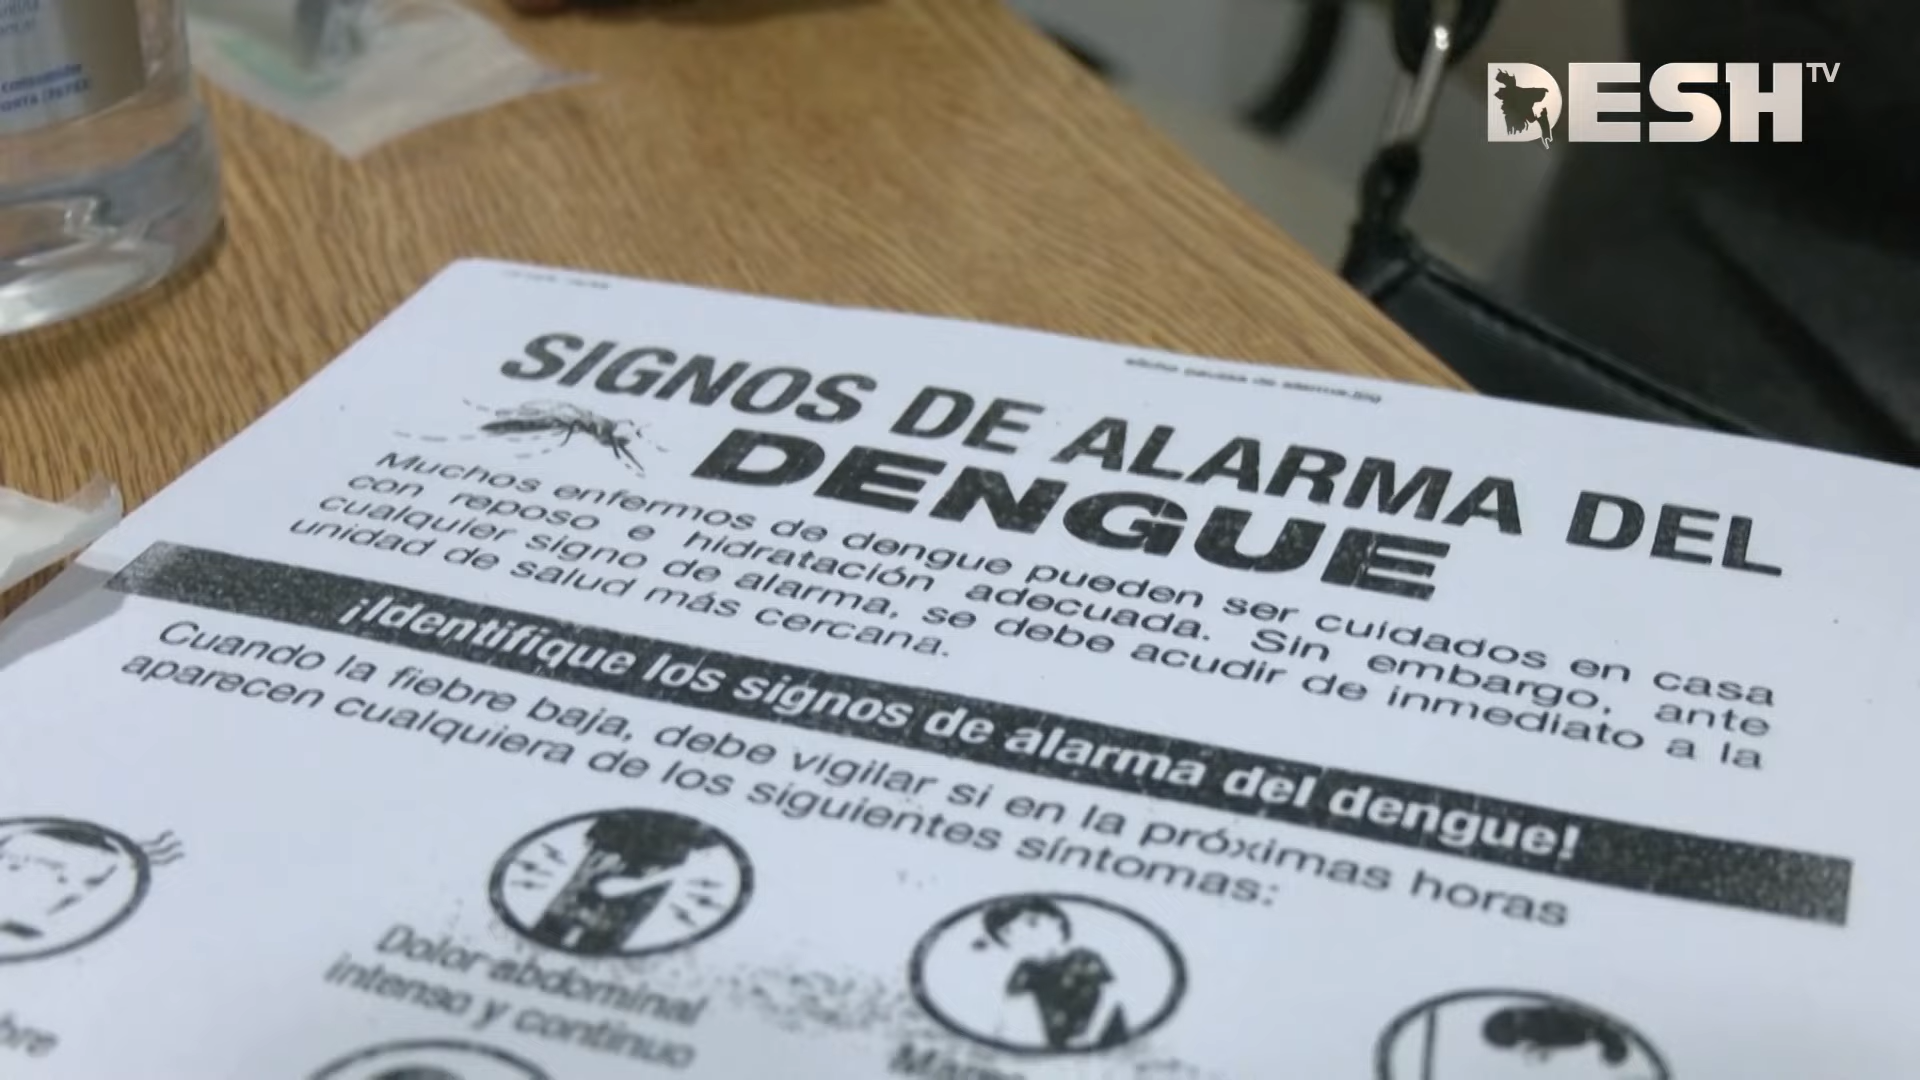 DESH TV
SIGNOS DE ALARMA DEL
DENGUE
Muchos enfermos de dengue pueden ser cuidados en casa
con reposo e hidratación adecuada. Sin embargo, ante
cualquier signo de alarma, se debe acudir de inmediato a la
unidad de salud más cercana.
¡Identifique los signos de alarma del dengue!
Cuando la fiebre baja, debe vigilar si en la próximas horas
aparecen cualquiera de los siguientes síntomas:
Dolor abdominal
intenso y continuo